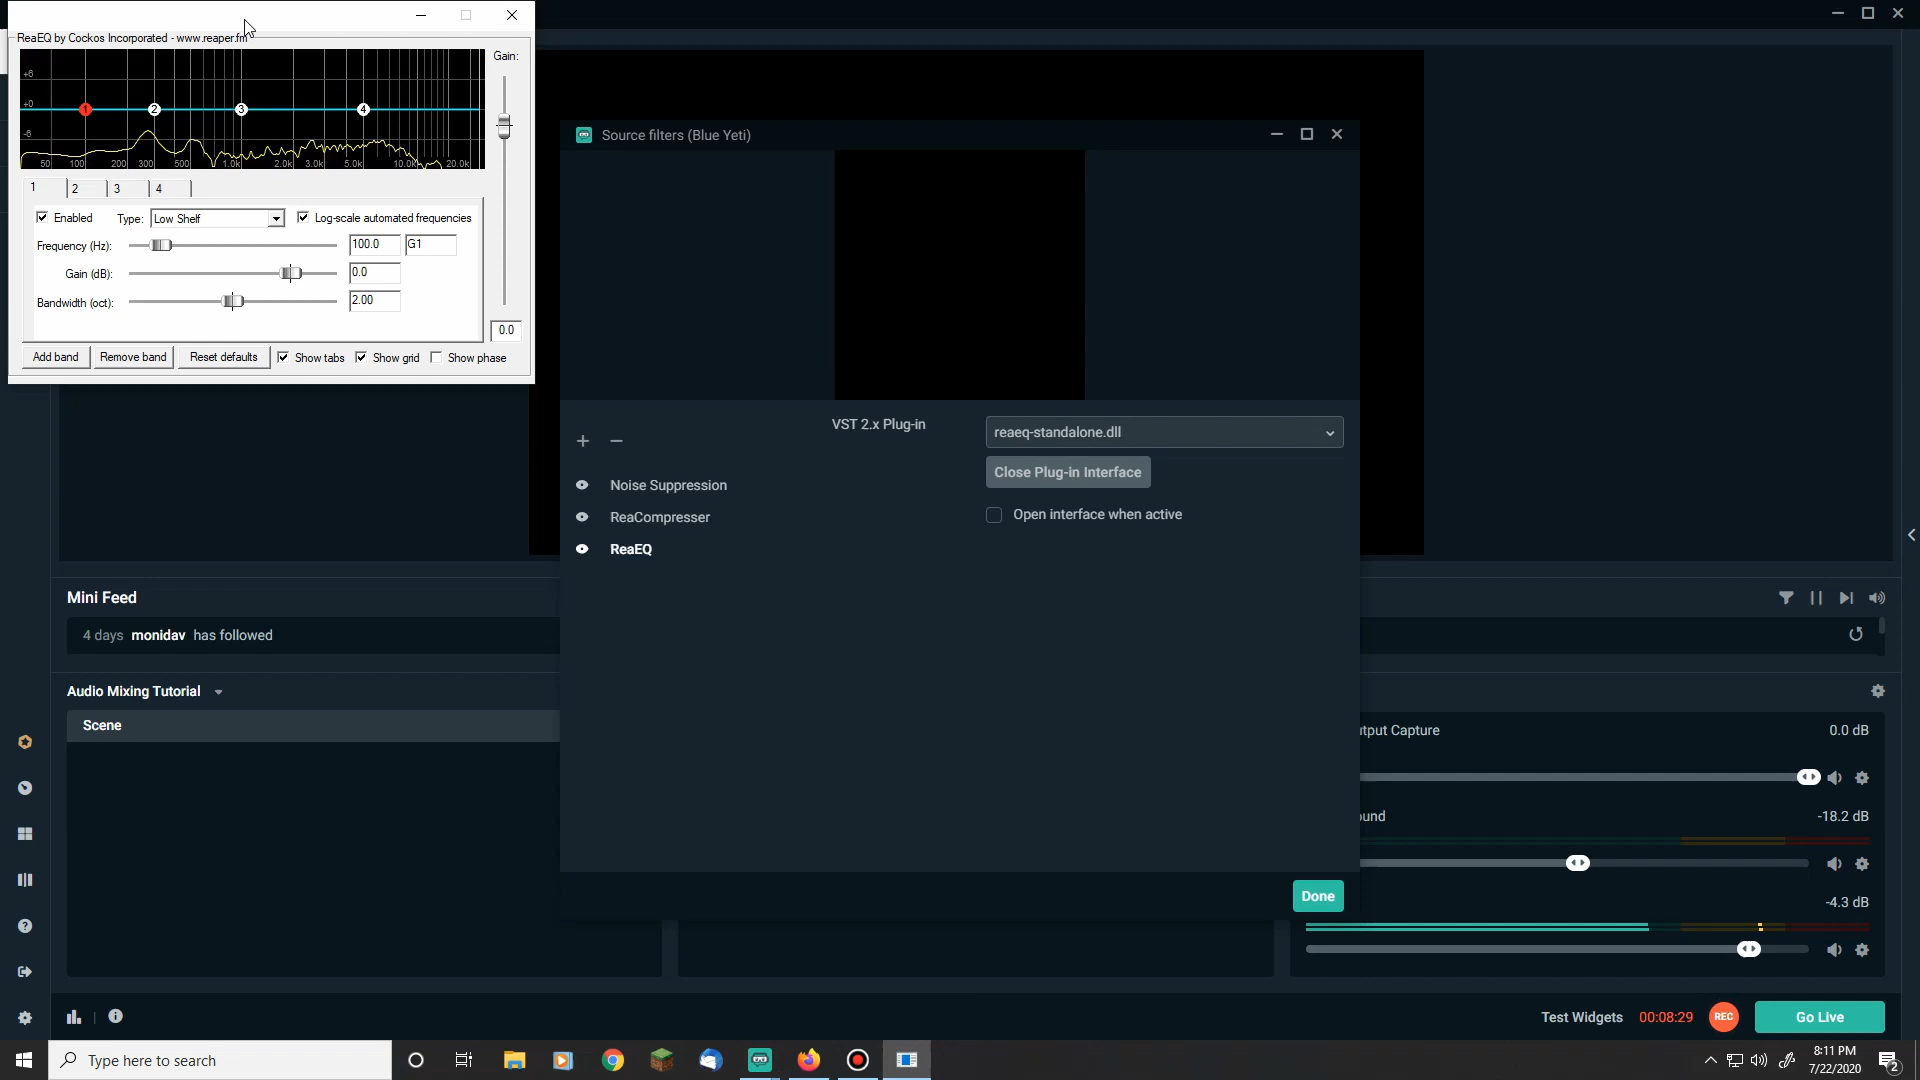 ReaEQ by Cockos Incorporated - www.reaper.fm
Gain:
+6
+0
-6
1 2 3 4
50 100 200 300 500 1.0k 2.0k 3.0k 5.0k 10.0k 20.0k
1 2 3 4
Enabled Type: Low Shelf Log-scale automated frequencies
Frequency (Hz): 100.0 G1
Gain (dB): 0.0
Bandwidth (oct): 2.00
0.0
Add band Remove band Reset defaults Show tabs Show grid Show phase
Source filters (Blue Yeti)
VST 2.x Plug-in reaeq-standalone.dll
Close Plug-in Interface
Open interface when active
Noise Suppression
ReaCompresser
ReaEQ
Done
Mini Feed
4 days monidav has followed
Audio Mixing Tutorial
Scene
tput Capture 0.0 dB
und -18.2 dB
-4.3 dB
Test Widgets 00:08:29 REC Go Live
Type here to search
8:11 PM
7/22/2020
2